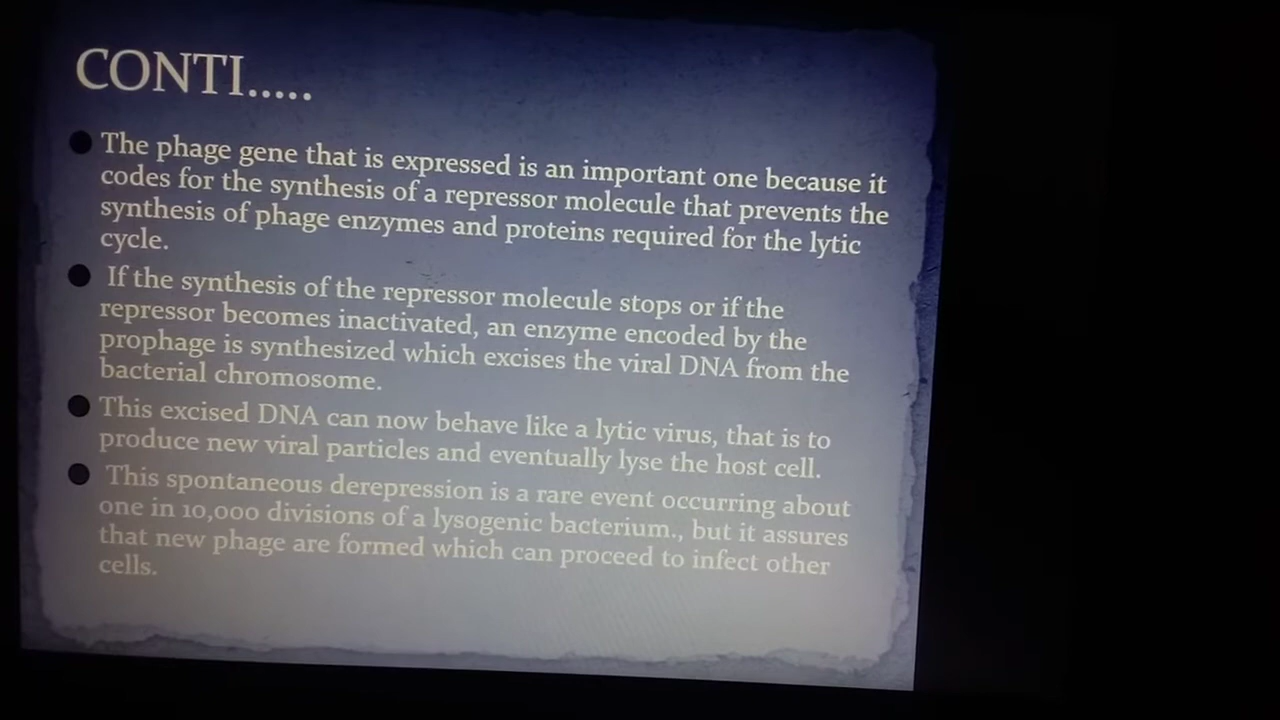 CONTI.....
The phage gene that is expressed is an important one because it
codes for the synthesis of a repressor molecule that prevents the
synthesis of phage enzymes and proteins required for the lytic
cycle.
If the synthesis of the repressor molecule stops or if the
repressor becomes inactivated, an enzyme encoded by the
prophage is synthesized which excises the viral DNA from the
bacterial chromosome.
This excised DNA can now behave like a lytic virus, that is to
produce new viral particles and eventually lyse the host cell.
This spontaneous derepression is a rare event occurring about
one in 10,000 divisions of a lysogenic bacterium., but it assures
that new phage are formed which can proceed to infect other
cells.